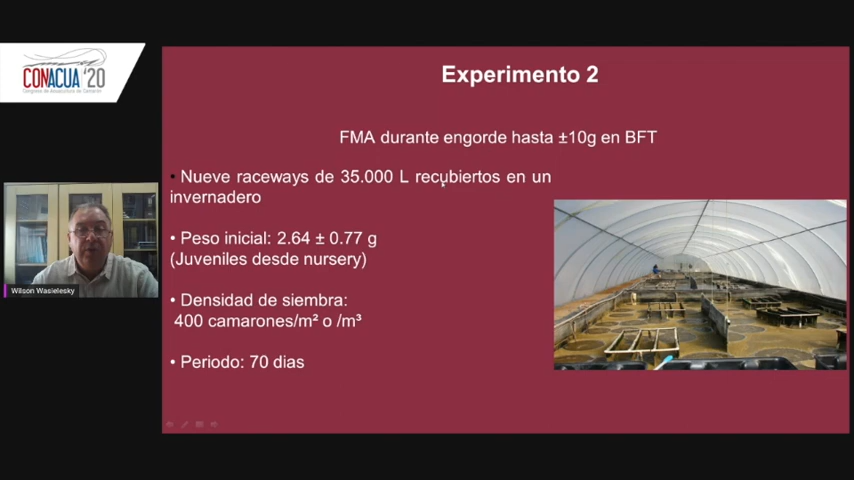 CONACUA '20
Experimento 2
FMA durante engorde hasta ±10g en BFT
• Nueve raceways de 35.000 L recubiertos en un
invernadero
• Peso inicial: 2.64 ± 0.77 g
(Juveniles desde nursery)
• Densidad de siembra:
400 camarones/m² o /m³
• Periodo: 70 dias
Wilson Wasielesky